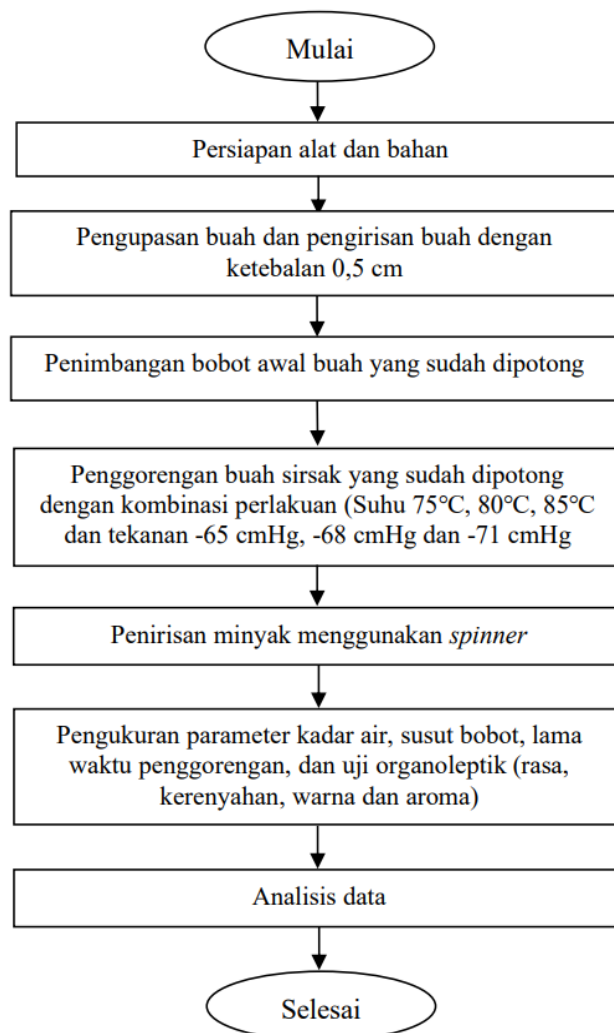 Mulai
Persiapan alat dan bahan
Pengupasan buah dan pengirisan buah dengan
ketebalan 0,5 cm
Penimbangan bobot awal buah yang sudah dipotong
Penggorengan buah sirsak yang sudah dipotong
dengan kombinasi perlakuan (Suhu 75℃, 80℃, 85℃
dan tekanan -65 cmHg, -68 cmHg dan -71 cmHg
Penirisan minyak menggunakan spinner
Pengukuran parameter kadar air, susut bobot, lama
waktu penggorengan, dan uji organoleptik (rasa,
kerenyahan, warna dan aroma)
Analisis data
Selesai